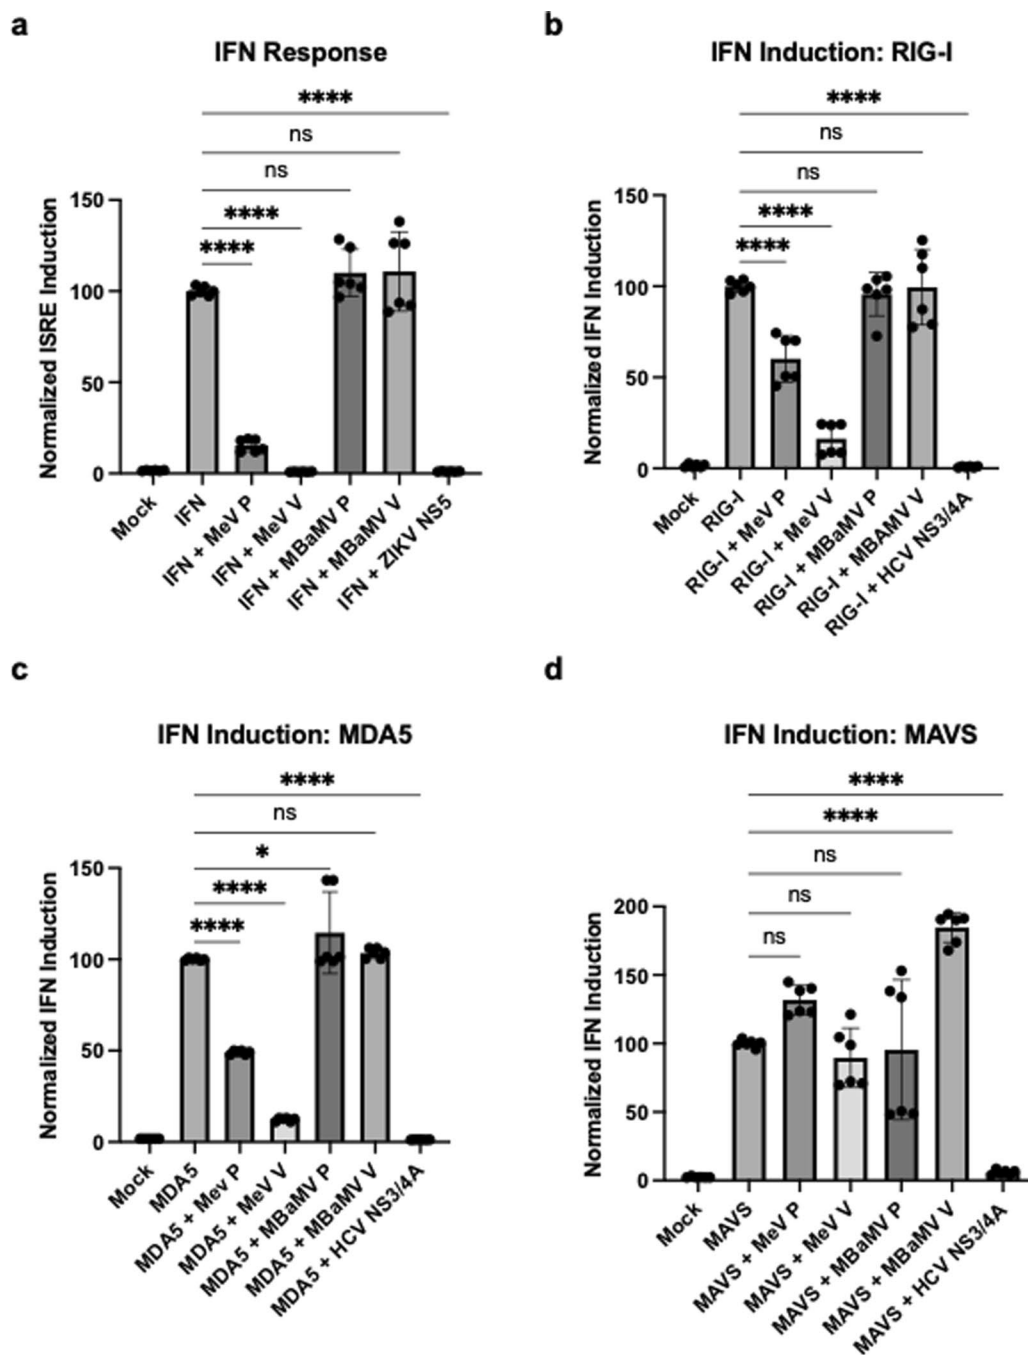 a
IFN Response
****
ns
ns
****
****
Normalized ISRE Induction
150
100
50
0
Mock
IFN
IFN + MeV P
IFN + MeV V
IFN + MBaMV P
IFN + MBaMV V
IFN + ZIKV NS5
b
IFN Induction: RIG-I
****
ns
ns
****
****
Normalized IFN Induction
150
100
50
0
Mock
RIG-I
RIG-I + MeV P
RIG-I + MeV V
RIG-I + MBaMV P
RIG-I + MBAMV V
RIG-I + HCV NS3/4A
c
IFN Induction: MDA5
****
ns
*
****
****
Normalized IFN Induction
150
100
50
0
Mock
MDA5
MDA5 + Mev P
MDA5 + MeV V
MDA5 + MBaMV P
MDA5 + MBaMV V
MDA5 + HCV NS3/4A
d
IFN Induction: MAVS
****
****
ns
ns
ns
Normalized IFN Induction
200
150
100
50
0
Mock
MAVS
MAVS + MeV P
MAVS + MeV V
MAVS + MBaMV P
MAVS + MBaMV V
MAVS + HCV NS3/4A